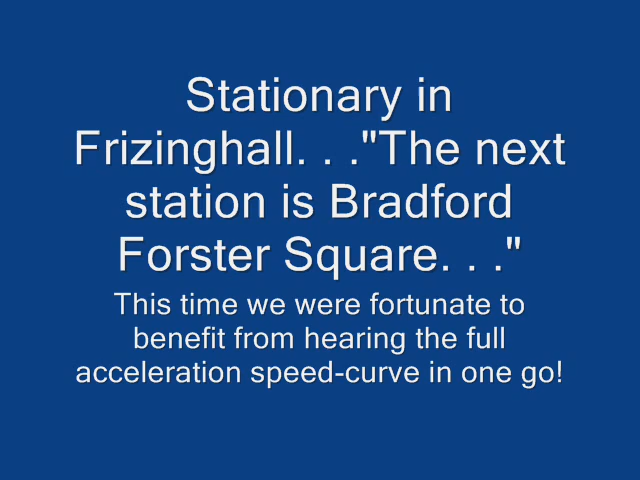 Stationary in
Frizinghall. . ."The next
station is Bradford
Forster Square. . ."
This time we were fortunate to
benefit from hearing the full
acceleration speed-curve in one go!